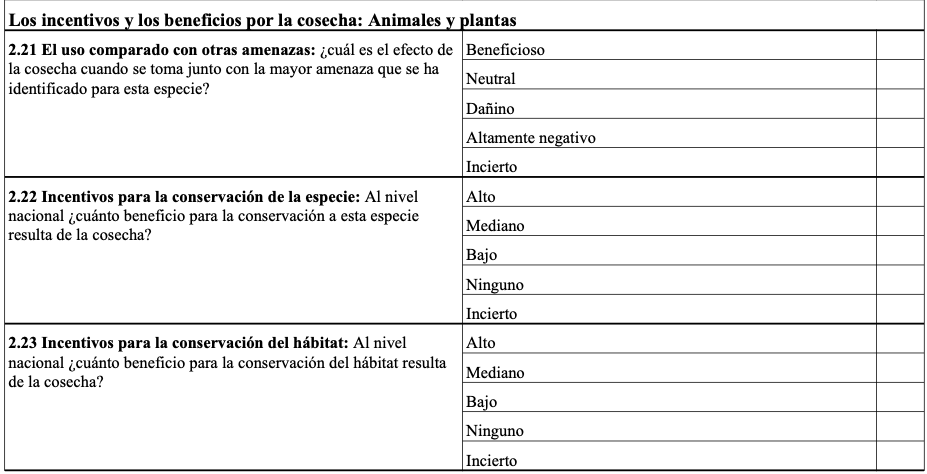 Los incentivos y los beneficios por la cosecha: Animales y plantas
2.21 El uso comparado con otras amenazas: ¿cuál es el efecto de
la cosecha cuando se toma junto con la mayor amenaza que se ha
identificado para esta especie?
Beneficioso
Neutral
Dañino
Altamente negativo
Incierto
2.22 Incentivos para la conservación de la especie: Al nivel
nacional ¿cuánto beneficio para la conservación a esta especie
resulta de la cosecha?
Alto
Mediano
Bajo
Ninguno
Incierto
2.23 Incentivos para la conservación del hábitat: Al nivel
nacional ¿cuánto beneficio para la conservación del hábitat resulta
de la cosecha?
Alto
Mediano
Bajo
Ninguno
Incierto